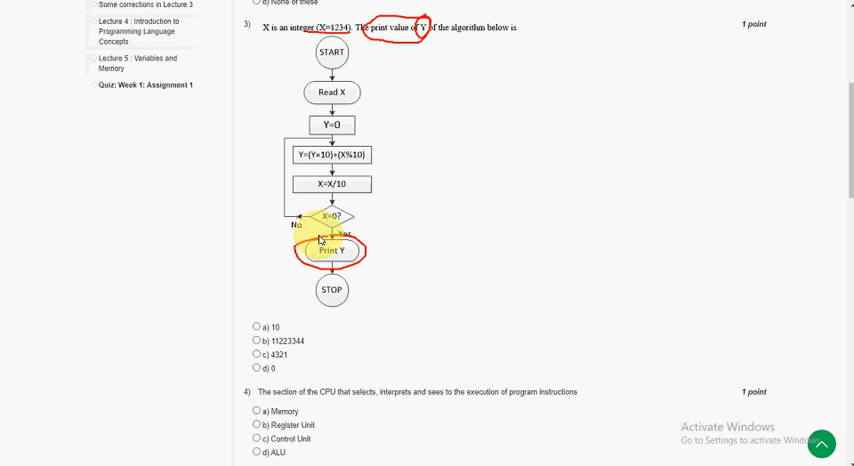 Some corrections in Lecture 3
Lecture 4 : Introduction to
Programming Language
Concepts
Lecture 5 : Variables and
Memory
Quiz: Week 1: Assignment 1
d) None of these
3) X is an integer (X=1234). The print value of Y of the algorithm below is 1 point
START
Read X
Y=0
Y=(Y×10)+(X%10)
X=X/10
X=0?
No
Yes
Print Y
STOP
a) 10
b) 11223344
c) 4321
d) 0
4) The section of the CPU that selects, interprets and sees to the execution of program instructions 1 point
a) Memory
b) Register Unit
c) Control Unit
d) ALU
Activate Windows
Go to Settings to activate Windows